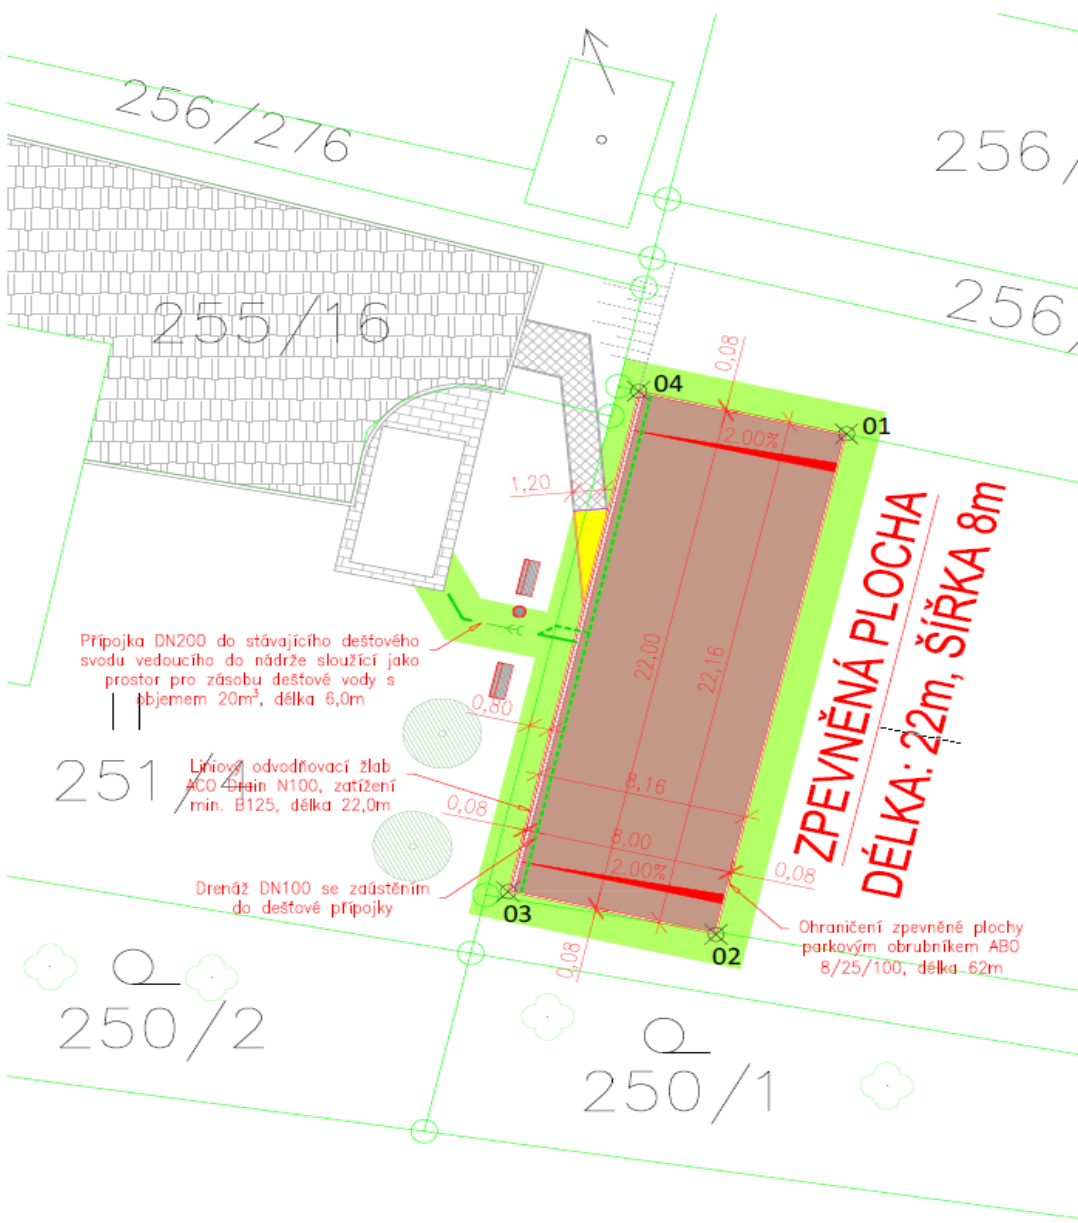 256/276
256/
255/16
256/
0,08
04
01
2.00%
1,20
ZPEVNĚNÁ PLOCHA
DÉLKA: 22m, ŠÍŘKA 8m
Přípojka DN200 do stávajícího dešťového
svodu vedoucího do nádrže sloužící jako
prostor pro zásobu dešťové vody s
objemem 20m³, délka 6,0m
22,00
22,16
0,80
251/4
Liniový odvodňovací žlab
ACO Drain N100, zatížení
min. B125, délka 22,0m
8,16
0,08
8,00
2.00%
0,08
Drenáž DN100 se zaústěním
do dešťové přípojky
03
02
Ohraničení zpevněné plochy
parkovým obrubníkem ABO
8/25/100, délka 62m
0,08
250/2
250/1